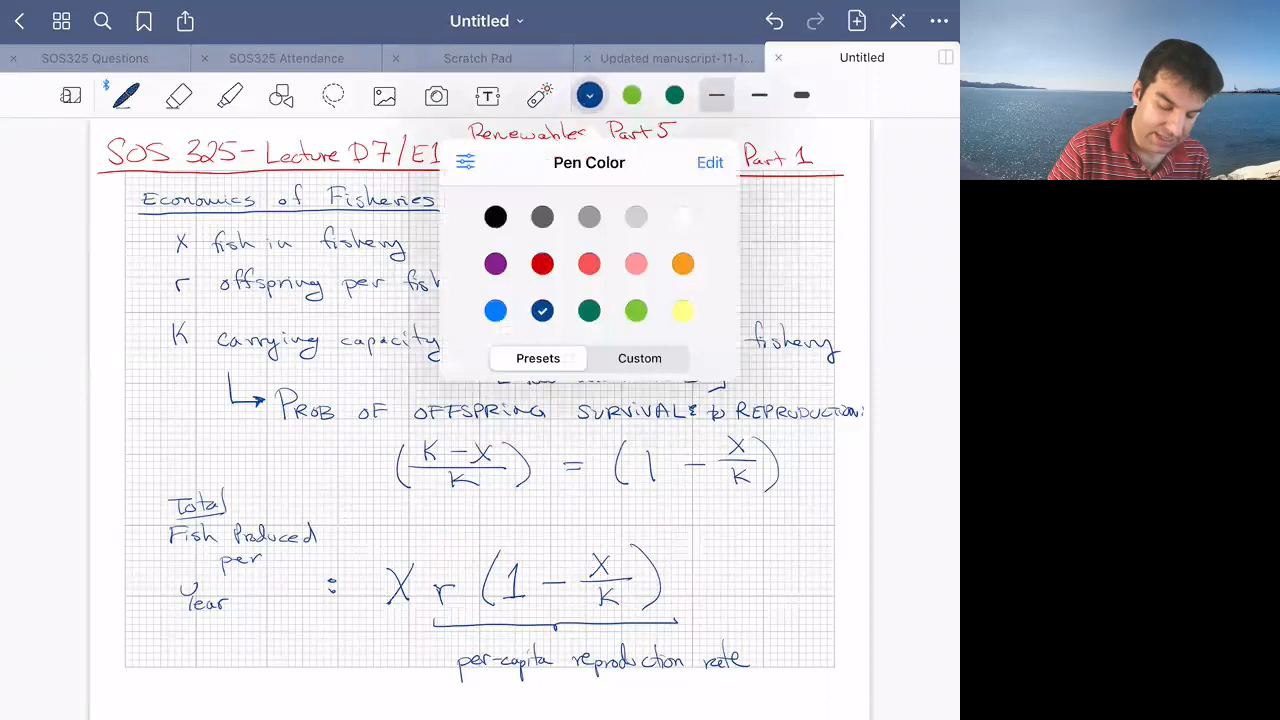 Untitled
SOS325 Questions
SOS325 Attendance
Scratch Pad
Updated manuscript-11-1...
Untitled
Renewables Part 5
SOS 325 - Lecture D7/E1
Part 1
Pen Color
Edit
Presets
Custom
Economics of Fisheries
X fish in fishery
r offspring per fish
K carrying capacity
fishery
PROB OF OFFSPRING SURVIVAL & to REPRODUCTION:
(K - X / K) = (1 - X / K)
Total
Fish Produced
per
Year
: X r (1 - X / K)
per-capita reproduction rate